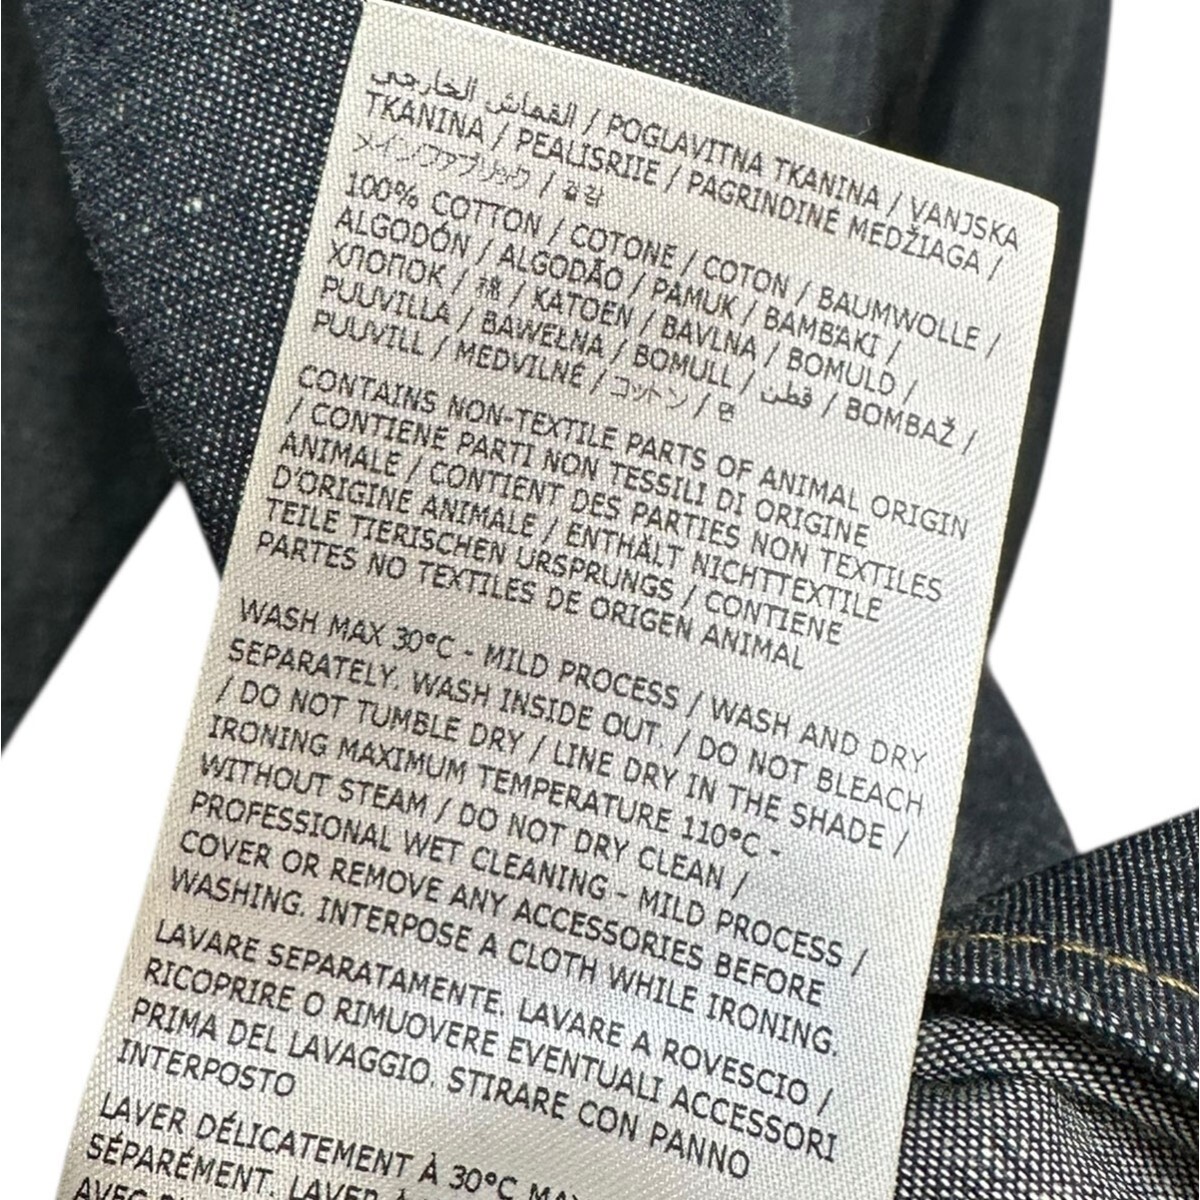 القماش الخارجي / POGLAVITNA TKANINA / VANJSKA
TKANINA / PEALISRIIE / PAGRINDINĖ MEDŽIAGA /
メインファブリック / 겉감
100% COTTON / COTONE / COTON / BAUMWOLLE /
ALGODÓN / ALGODÃO / PAMUK / BAMBAKI /
ХЛОПОК / 棉 / KATOEN / BAVLNA / BOMULD /
PUUVILLA / BAWEŁNA / BOMULL / قطن / BOMBAŽ /
PUUVILL / MEDVILNĖ / コットン / 면
CONTAINS NON-TEXTILE PARTS OF ANIMAL ORIGIN
/ CONTIENE PARTI NON TESSILI DI ORIGINE
ANIMALE / CONTIENT DES PARTIES NON TEXTILES
D'ORIGINE ANIMALE / ENTHÄLT NICHTTEXTILE
TEILE TIERISCHEN URSPRUNGS / CONTIENE
PARTES NO TEXTILES DE ORIGEN ANIMAL
WASH MAX 30°C - MILD PROCESS / WASH AND DRY
SEPARATELY. WASH INSIDE OUT. / DO NOT BLEACH
/ DO NOT TUMBLE DRY / LINE DRY IN THE SHADE /
IRONING MAXIMUM TEMPERATURE 110°C -
WITHOUT STEAM / DO NOT DRY CLEAN /
PROFESSIONAL WET CLEANING - MILD PROCESS /
COVER OR REMOVE ANY ACCESSORIES BEFORE
WASHING. INTERPOSE A CLOTH WHILE IRONING.
LAVARE SEPARATAMENTE. LAVARE A ROVESCIO /
RICOPRIRE O RIMUOVERE EVENTUALI ACCESSORI
PRIMA DEL LAVAGGIO. STIRARE CON PANNO
INTERPOSTO
LAVER DÉLICATEMENT À 30°C MAX
SÉPARÉMENT. LAVER À
AVEC